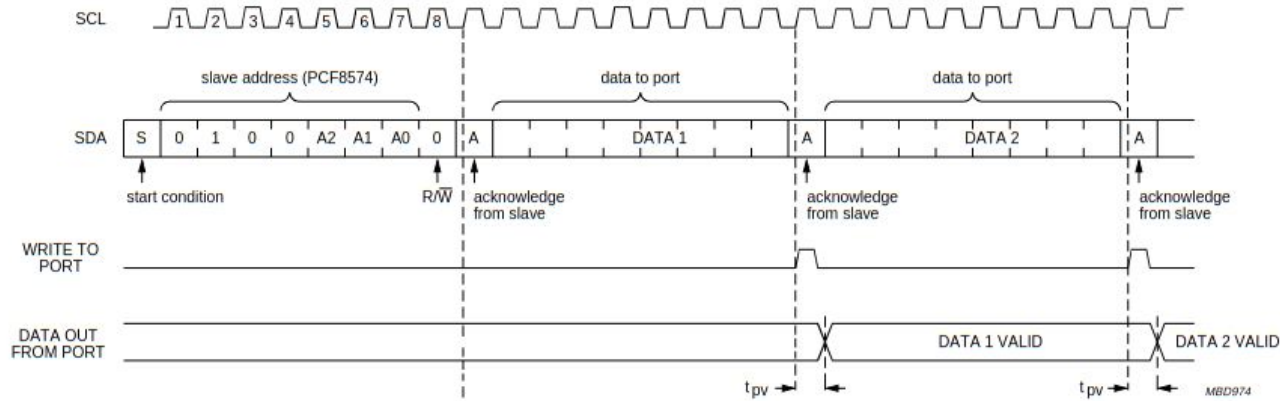 SCL
1 2 3 4 5 6 7 8
slave address (PCF8574)
data to port
data to port
SDA
S 0 1 0 0 A2 A1 A0 0 A DATA 1 A DATA 2 A
start condition
R/W̅
acknowledge
from slave
acknowledge
from slave
acknowledge
from slave
WRITE TO
PORT
DATA OUT
FROM PORT
DATA 1 VALID
DATA 2 VALID
tpv
tpv
MBD974